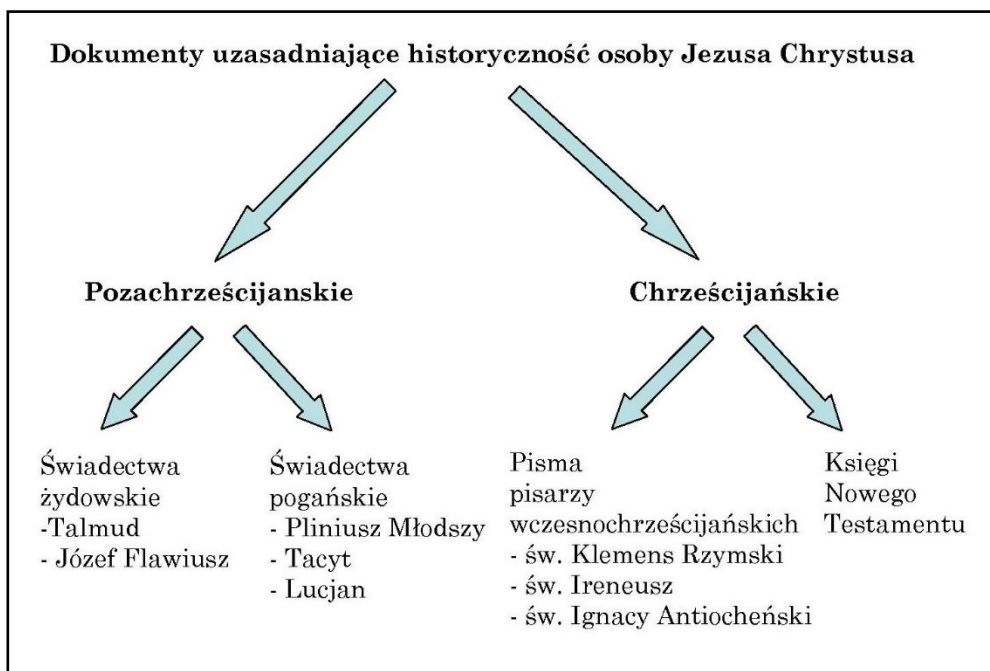 Dokumenty uzasadniające historyczność osoby Jezusa Chrystusa
Pozachrześcijanskie
Chrześcijańskie
Świadectwa
żydowskie
-Talmud
- Józef Flawiusz
Świadectwa
pogańskie
- Pliniusz Młodszy
- Tacyt
- Lucjan
Pisma
pisarzy
wczesnochrześcijańskich
- św. Klemens Rzymski
- św. Ireneusz
- św. Ignacy Antiocheński
Księgi
Nowego
Testamentu